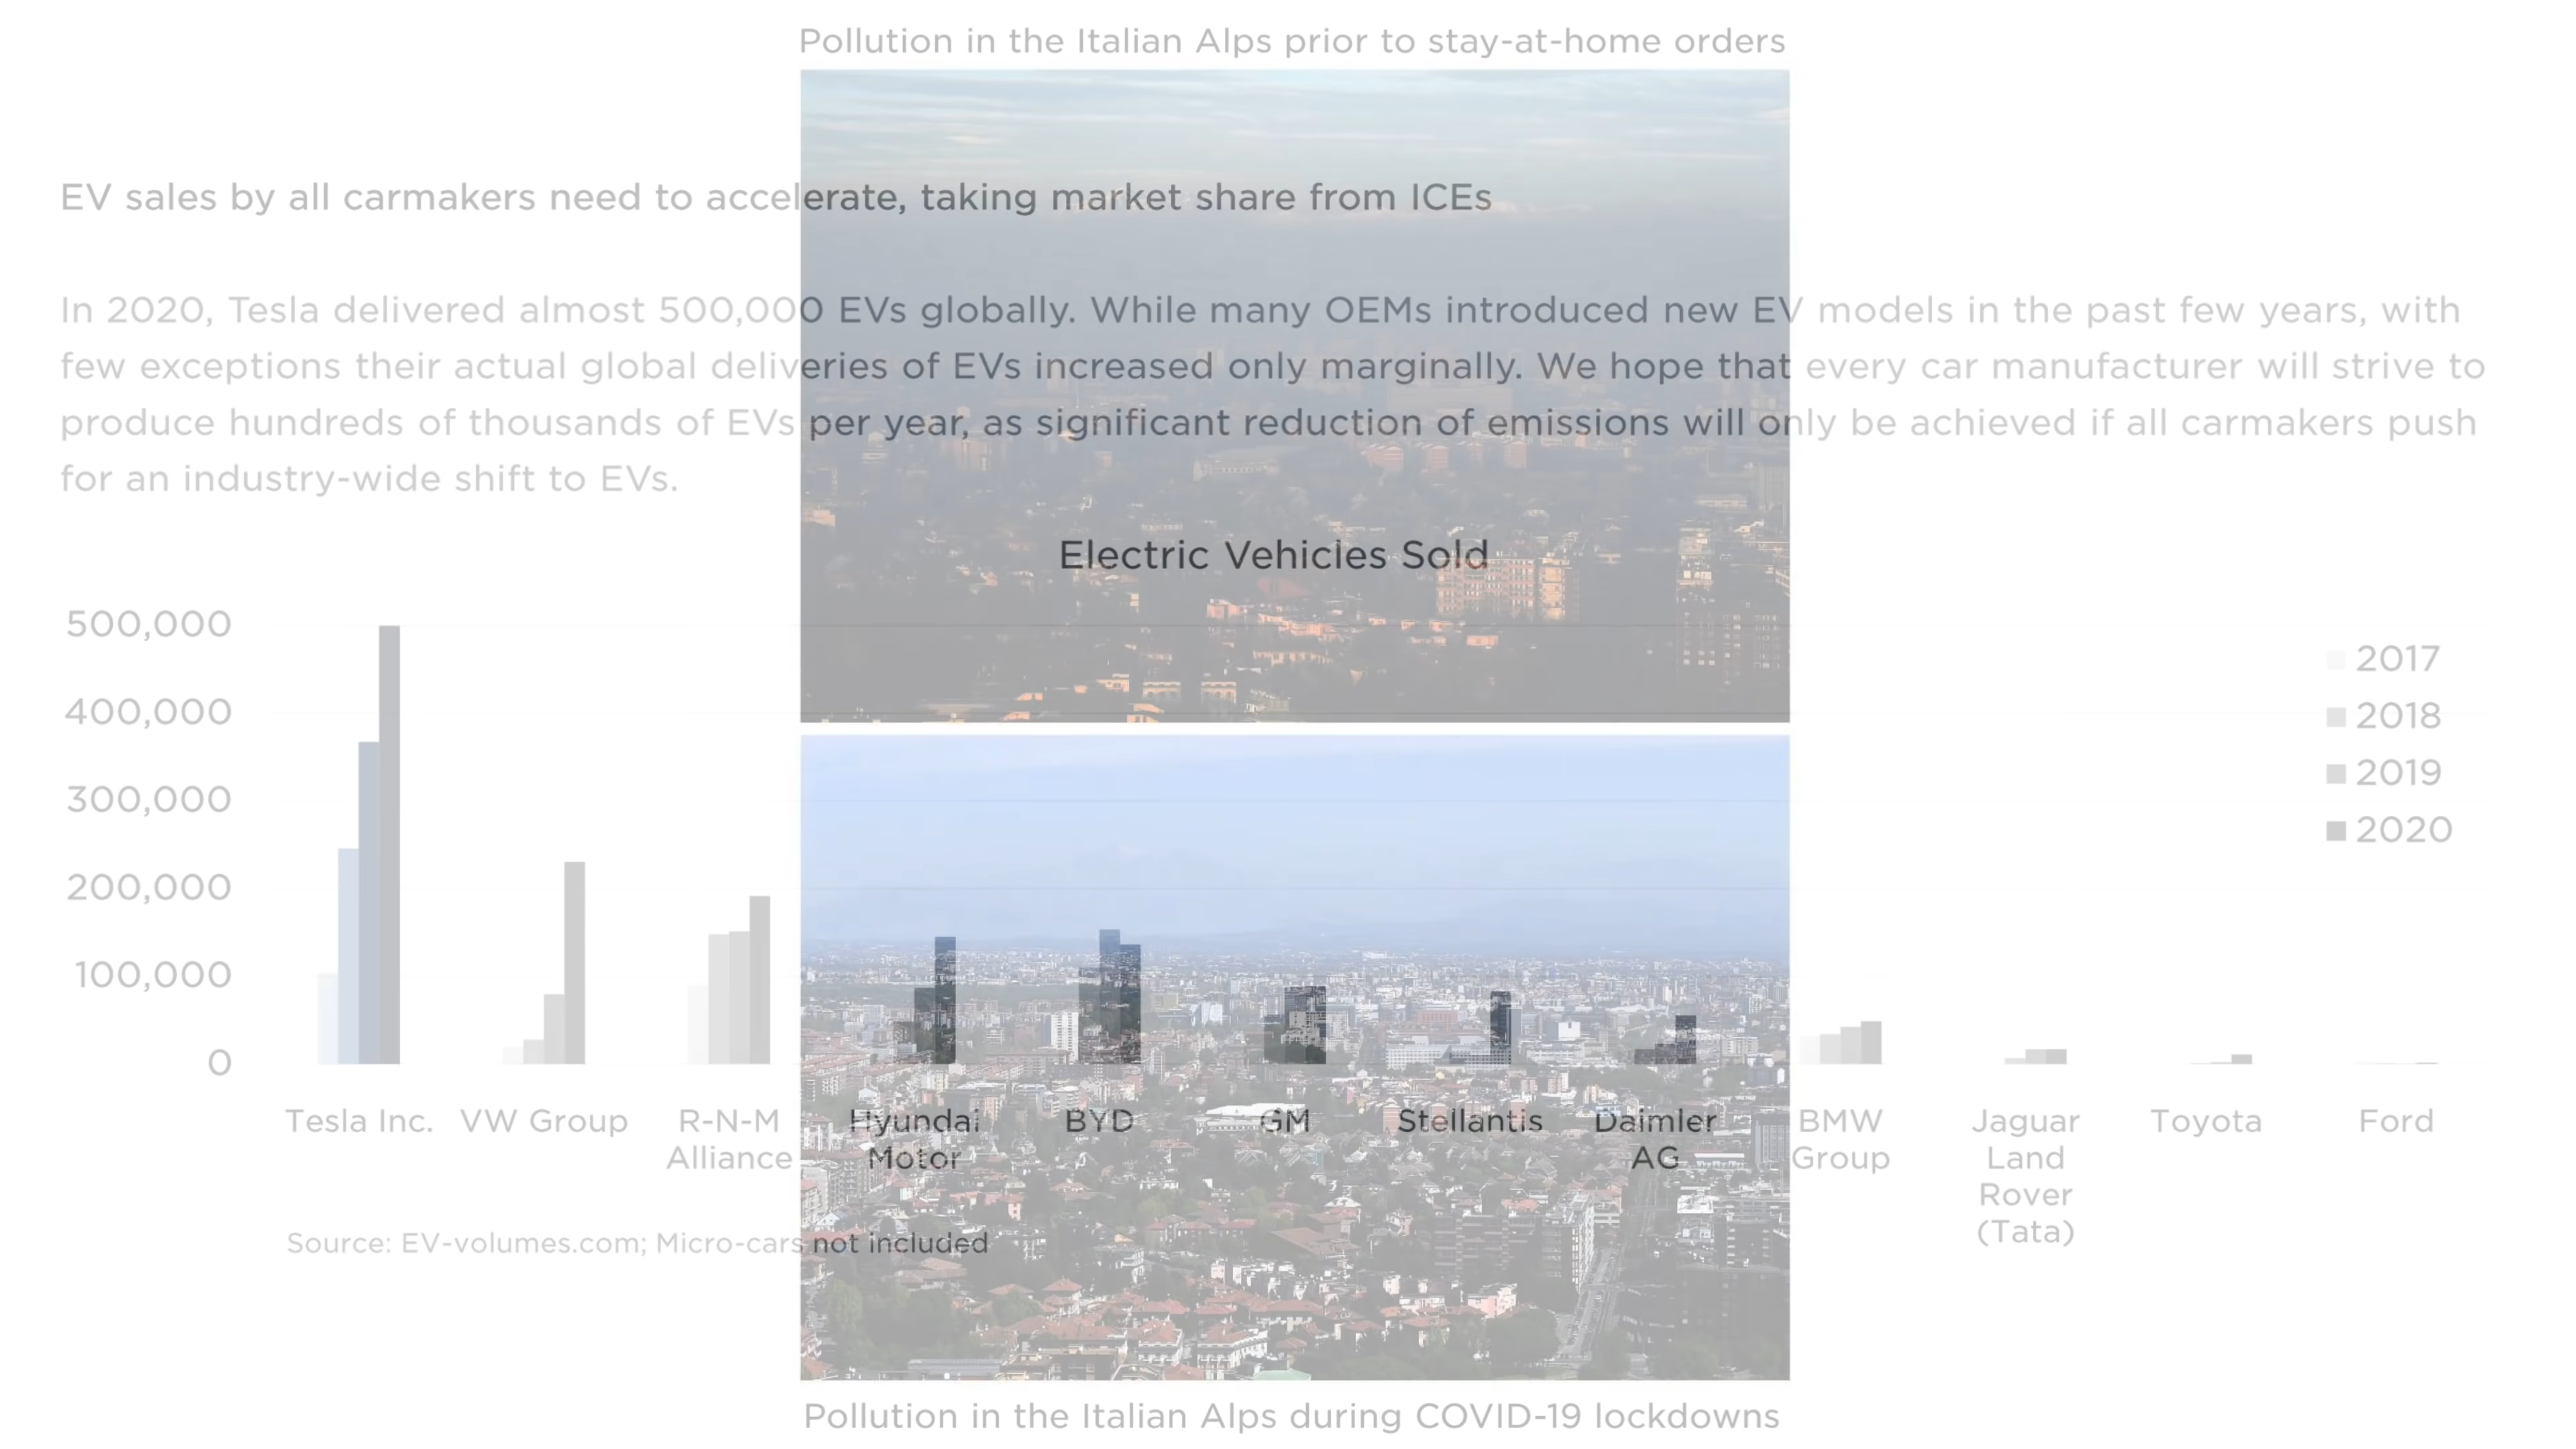 Pollution in the Italian Alps prior to stay-at-home orders
EV sales by all carmakers need to accelerate, taking market share from ICEs
In 2020, Tesla delivered almost 500,000 EVs globally. While many OEMs introduced new EV models in the past few years, with
few exceptions their actual global deliveries of EVs increased only marginally. We hope that every car manufacturer will strive to
produce hundreds of thousands of EVs per year, as significant reduction of emissions will only be achieved if all carmakers push
for an industry-wide shift to EVs.
Electric Vehicles Sold
500,000
400,000
300,000
200,000
100,000
0
2017
2018
2019
2020
Tesla Inc.
VW Group
R-N-M
Alliance
Hyundai
Motor
BYD
GM
Stellantis
Daimler
AG
BMW
Group
Jaguar
Land
Rover
(Tata)
Toyota
Ford
Source: EV-volumes.com; Micro-cars not included
Pollution in the Italian Alps during COVID-19 lockdowns